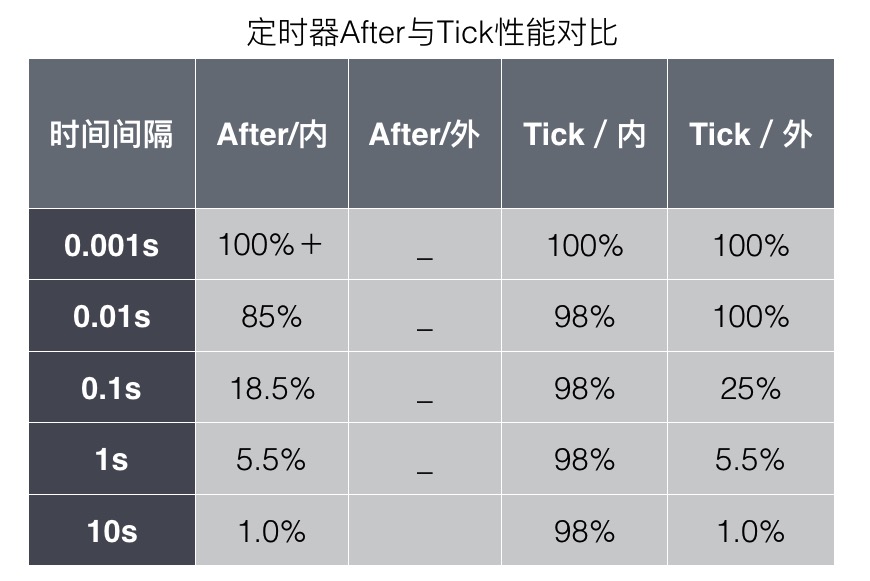 定时器After与Tick性能对比
时间间隔 After/内 After/外 Tick / 内 Tick / 外
0.001s 100%＋ _ 100% 100%
0.01s 85% _ 98% 100%
0.1s 18.5% _ 98% 25%
1s 5.5% _ 98% 5.5%
10s 1.0% 98% 1.0%